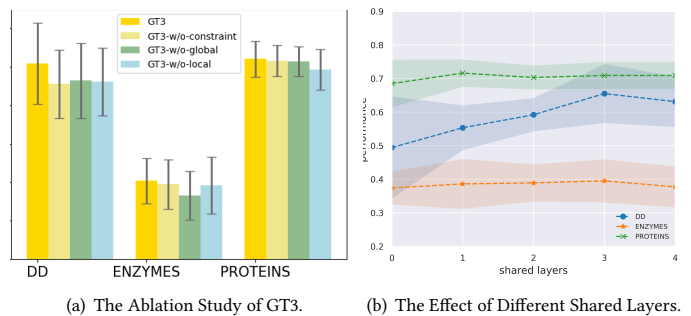 GT3
GT3-w/o-constraint
GT3-w/o-global
GT3-w/o-local
DD
ENZYMES
PROTEINS
(a) The Ablation Study of GT3.
0.9
0.8
0.7
0.6
0.5
0.4
0.3
0.2
performance
0
1
2
3
4
shared layers
DD
ENZYMES
PROTEINS
(b) The Effect of Different Shared Layers.